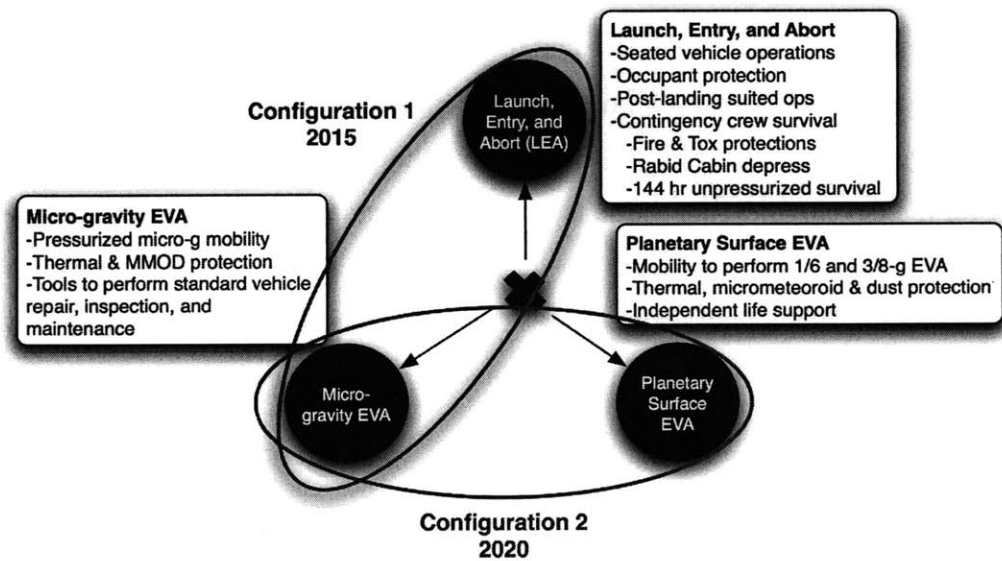 Launch, Entry, and Abort
-Seated vehicle operations
-Occupant protection
-Post-landing suited ops
-Contingency crew survival
-Fire & Tox protections
-Rabid Cabin depress
-144 hr unpressurized survival
Configuration 1
2015
Launch,
Entry, and
Abort (LEA)
Micro-gravity EVA
-Pressurized micro-g mobility
-Thermal & MMOD protection
-Tools to perform standard vehicle
repair, inspection, and
maintenance
Planetary Surface EVA
-Mobility to perform 1/6 and 3/8-g EVA
-Thermal, micrometeoroid & dust protection
-Independent life support
Micro-
gravity EVA
Planetary
Surface
EVA
Configuration 2
2020